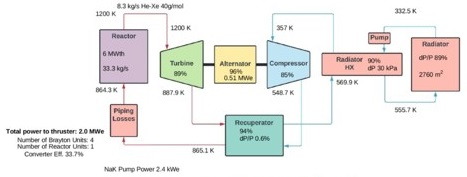 8.3 kg/s He-Xe 40g/mol
1200 K
1200 K
357 K
332.5 K
Reactor
6 MWth
33.3 kg/s
Turbine
89%
Alternator
96%
0.51 MWe
Compressor
85%
Radiator
HX
90%
dP 30 kPa
Pump
Radiator
dP/P 89%
2760 m²
864.3 K
887.9 K
548.7 K
569.9 K
555.7 K
Piping
Losses
Recuperator
94%
dP/P 0.6%
865.1 K
Total power to thruster: 2.0 MWe
Number of Brayton Units: 4
Number of Reactor Units: 1
Converter Eff. 33.7%
NaK Pump Power 2.4 kWe